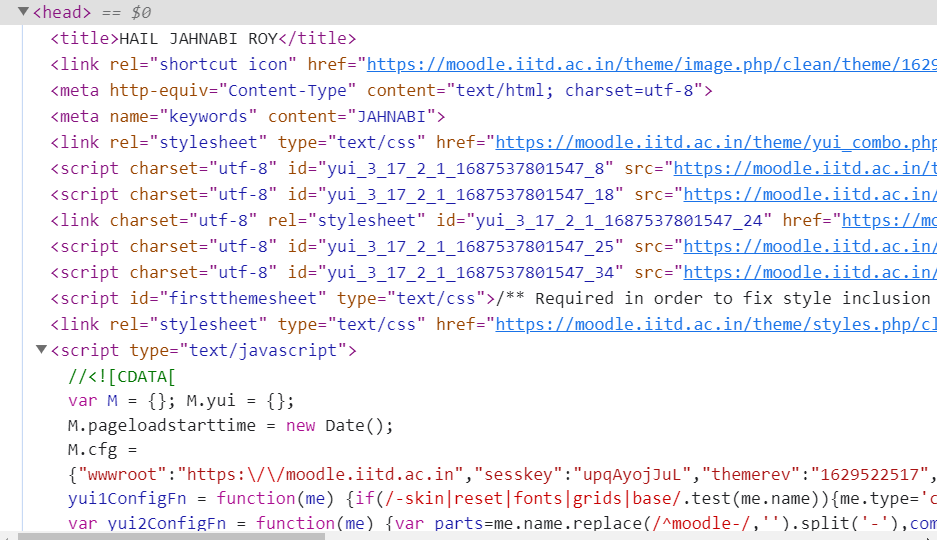 <head> == $0
<title>HAIL JAHNABI ROY</title>
<link rel="shortcut icon" href="https://moodle.iitd.ac.in/theme/image.php/clean/theme/1629
<meta http-equiv="Content-Type" content="text/html; charset=utf-8">
<meta name="keywords" content="JAHNABI">
<link rel="stylesheet" type="text/css" href="https://moodle.iitd.ac.in/theme/yui_combo.php
<script charset="utf-8" id="yui_3_17_2_1_1687537801547_8" src="https://moodle.iitd.ac.in/t
<script charset="utf-8" id="yui_3_17_2_1_1687537801547_18" src="https://moodle.iitd.ac.in/
<link charset="utf-8" rel="stylesheet" id="yui_3_17_2_1_1687537801547_24" href="https://mo
<script charset="utf-8" id="yui_3_17_2_1_1687537801547_25" src="https://moodle.iitd.ac.in/
<script charset="utf-8" id="yui_3_17_2_1_1687537801547_34" src="https://moodle.iitd.ac.in/
<script id="firstthemesheet" type="text/css">/** Required in order to fix style inclusion
<link rel="stylesheet" type="text/css" href="https://moodle.iitd.ac.in/theme/styles.php/cl
<script type="text/javascript">
//<![CDATA[
var M = {}; M.yui = {};
M.pageloadstarttime = new Date();
M.cfg =
{"wwwroot":"https:\/\/moodle.iitd.ac.in","sesskey":"upqAyojJuL","themerev":"1629522517",
yui1ConfigFn = function(me) {if(/-skin|reset|fonts|grids|base/.test(me.name)){me.type='c
var yui2ConfigFn = function(me) {var parts=me.name.replace(/^moodle-/,'').split('-'),com